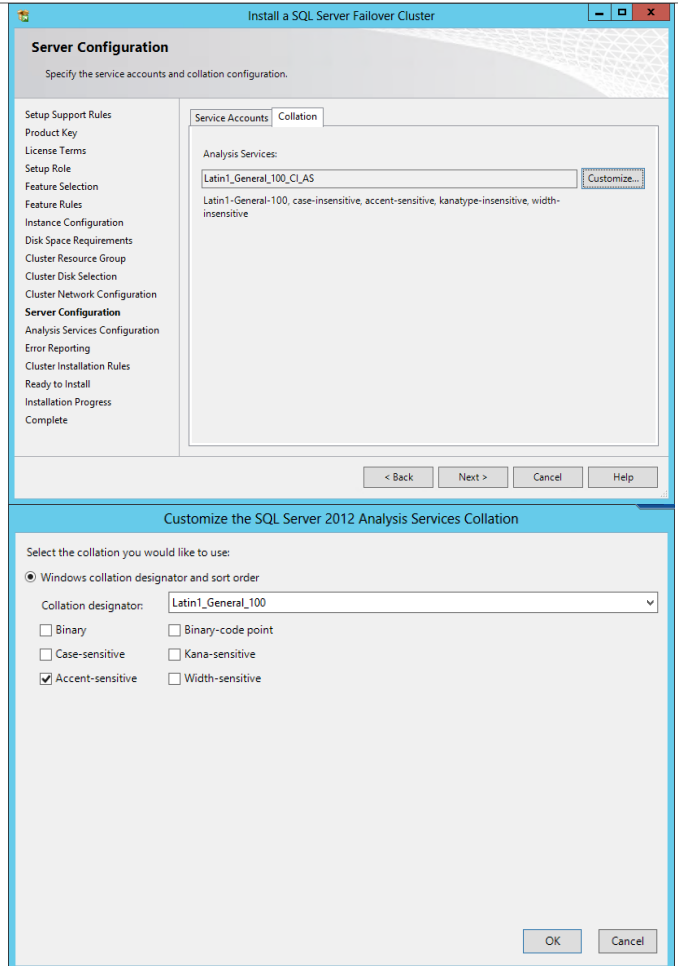 Install a SQL Server Failover Cluster
Server Configuration
Specify the service accounts and collation configuration.
Setup Support Rules
Product Key
License Terms
Setup Role
Feature Selection
Feature Rules
Instance Configuration
Disk Space Requirements
Cluster Resource Group
Cluster Disk Selection
Cluster Network Configuration
Server Configuration
Analysis Services Configuration
Error Reporting
Cluster Installation Rules
Ready to Install
Installation Progress
Complete
Service Accounts Collation
Analysis Services:
Latin1_General_100_CI_AS Customize...
Latin1-General-100, case-insensitive, accent-sensitive, kanatype-insensitive, width-
insensitive
< Back Next > Cancel Help
Customize the SQL Server 2012 Analysis Services Collation
Select the collation you would like to use:
Windows collation designator and sort order
Collation designator: Latin1_General_100
Binary Binary-code point
Case-sensitive Kana-sensitive
Accent-sensitive Width-sensitive
OK Cancel